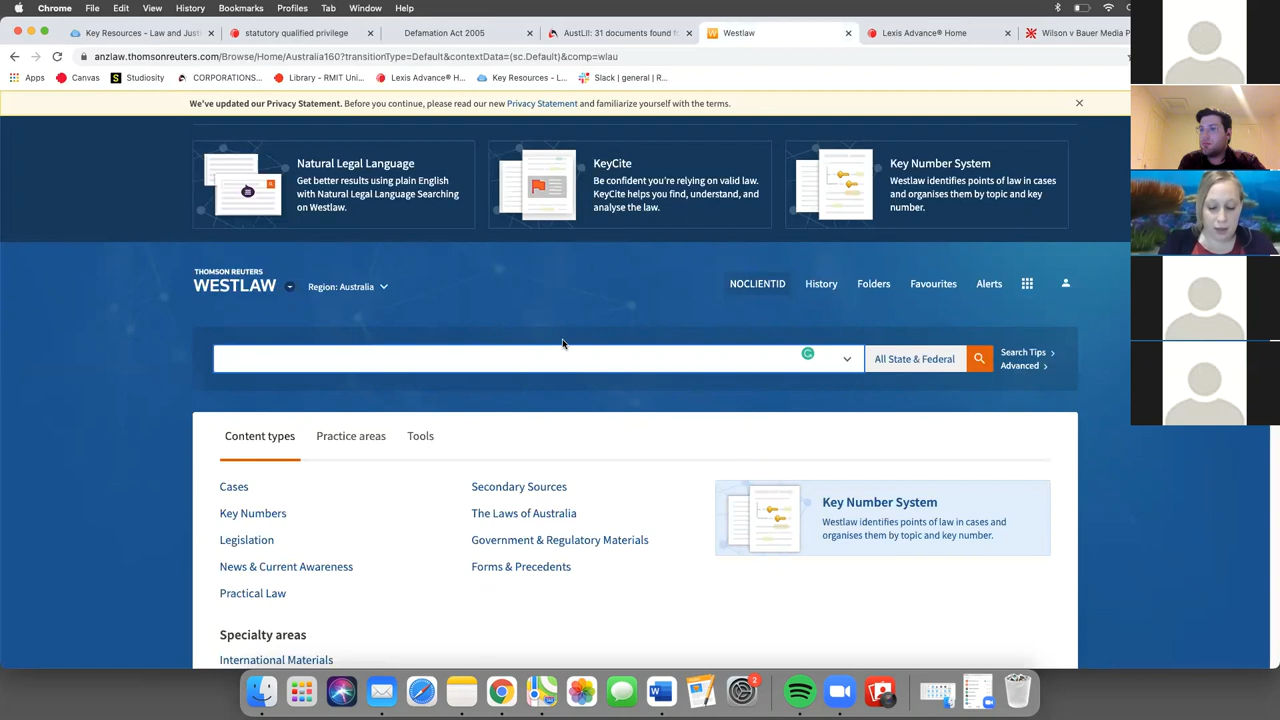 Chrome File Edit View History Bookmarks Profiles Tab Window Help
Key Resources - Law and Justi
statutory qualified privilege
Defamation Act 2005
AustLII: 31 documents found f
Westlaw
Lexis Advance® Home
Wilson v Bauer Media P
anzlaw.thomsonreuters.com/Browse/Home/Australia160?transitionType=Default&contextData=(sc.Default)&comp=wlau
Apps
Canvas
Studiosity
CORPORATIONS...
Library - RMIT Uni...
Lexis Advance® H...
Key Resources - L...
Slack | general | R...
We've updated our Privacy Statement. Before you continue, please read our new Privacy Statement and familiarize yourself with the terms.
Natural Legal Language
Get better results using plain English
with Natural Legal Language Searching
on Westlaw.
KeyCite
Be confident you're relying on valid law.
KeyCite helps you find, understand, and
analyse the law.
Key Number System
Westlaw identifies points of law in cases
and organises them by topic and key
number.
THOMSON REUTERS
WESTLAW
Region: Australia
NOCLIENTID
History
Folders
Favourites
Alerts
All State & Federal
Search Tips
Advanced
Content types
Practice areas
Tools
Cases
Key Numbers
Legislation
News & Current Awareness
Practical Law
Secondary Sources
The Laws of Australia
Government & Regulatory Materials
Forms & Precedents
Key Number System
Westlaw identifies points of law in cases and
organises them by topic and key number.
Specialty areas
International Materials
2